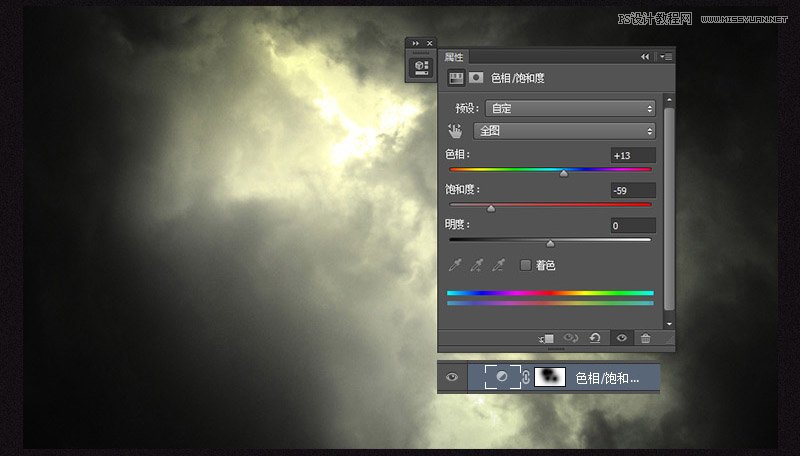 PS设计教程网 WWW.MISSYUAN.NET
属性
色相/饱和度
预设： 自定
全图
色相： +13
饱和度： -59
明度： 0
着色
色相/饱和...